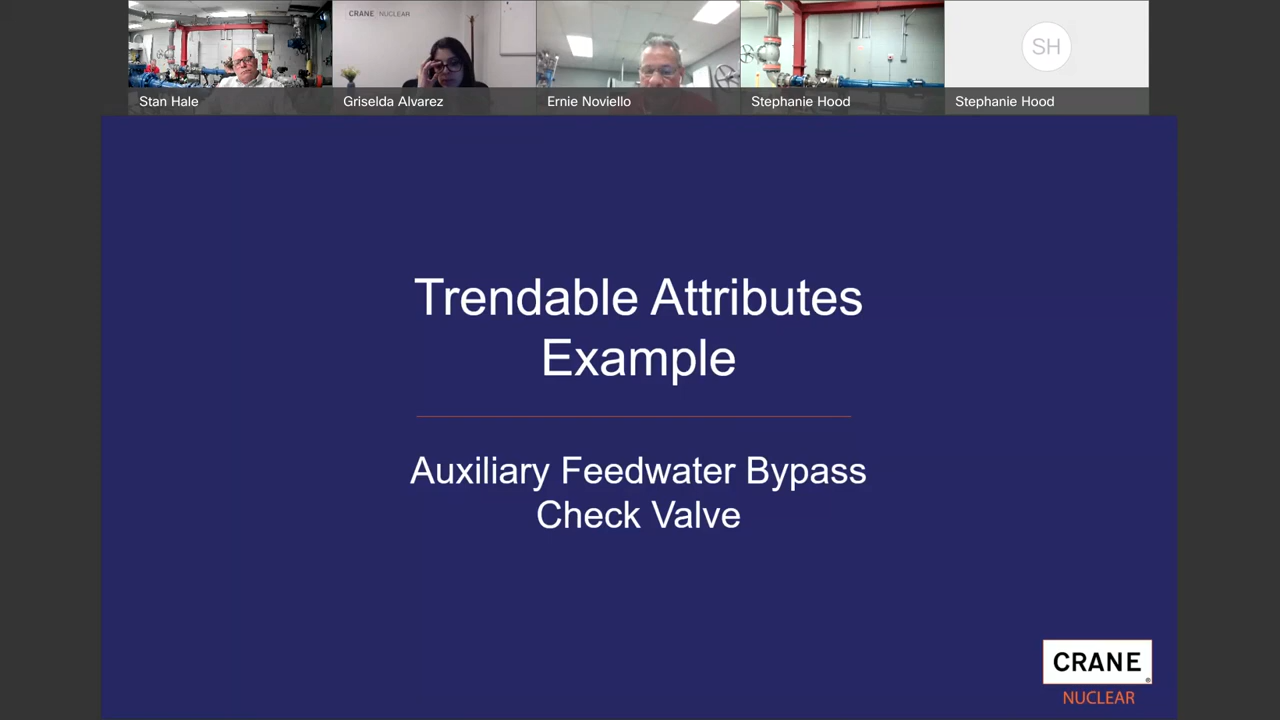 CRANE NUCLEAR
Stan Hale
Griselda Alvarez
Ernie Noviello
Stephanie Hood
SH
Stephanie Hood
Trendable Attributes
Example
Auxiliary Feedwater Bypass
Check Valve
CRANE
NUCLEAR